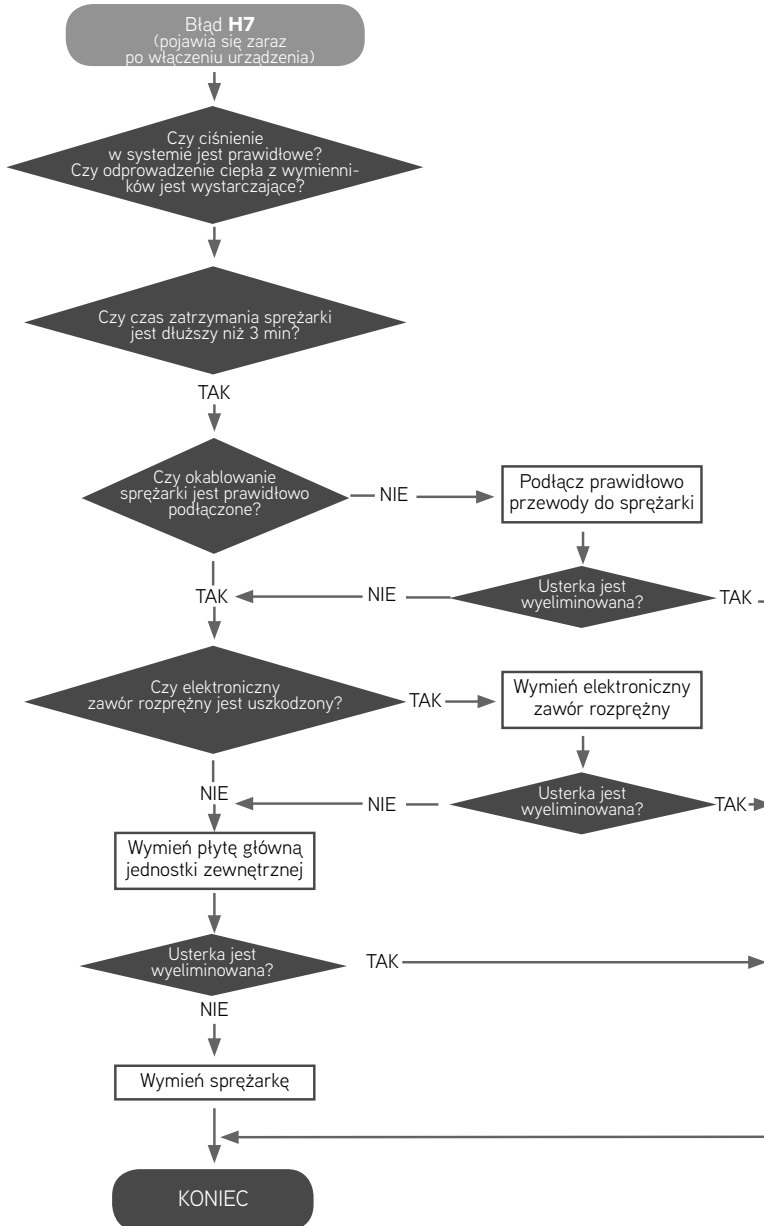 Błąd H7
(pojawia się zaraz
po włączeniu urządzenia)
Czy ciśnienie
w systemie jest prawidłowe?
Czy odprowadzenie ciepła z wymienni-
ków jest wystarczające?
Czy czas zatrzymania sprężarki
jest dłuższy niż 3 min?
TAK
Czy okablowanie
sprężarki jest prawidłowo
podłączone?
NIE
Podłącz prawidłowo
przewody do sprężarki
TAK
NIE
Usterka jest
wyeliminowana?
TAK
Czy elektroniczny
zawór rozprężny jest uszkodzony?
TAK
Wymień elektroniczny
zawór rozprężny
NIE
NIE
Usterka jest
wyeliminowana?
TAK
Wymień płytę główną
jednostki zewnętrznej
Usterka jest
wyeliminowana?
TAK
NIE
Wymień sprężarkę
KONIEC